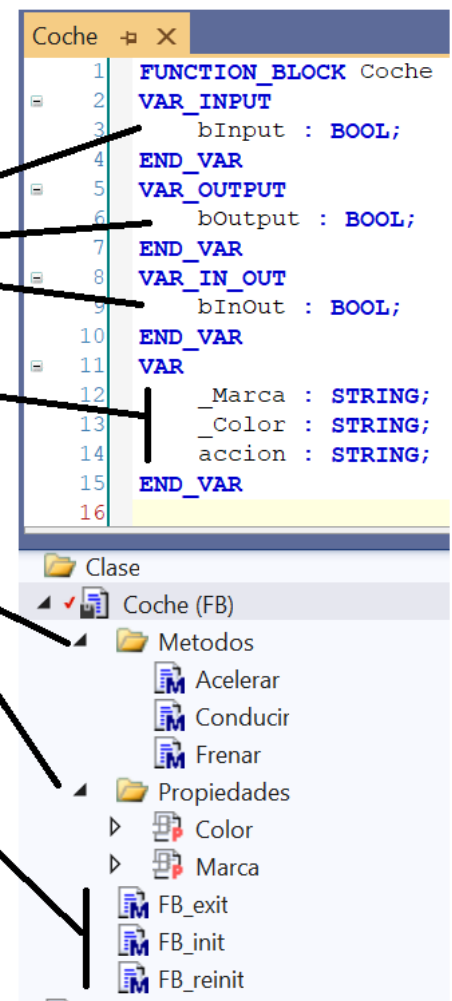 Coche
1 FUNCTION_BLOCK Coche
2 VAR_INPUT
3 bInput : BOOL;
4 END_VAR
5 VAR_OUTPUT
6 bOutput : BOOL;
7 END_VAR
8 VAR_IN_OUT
9 bInOut : BOOL;
10 END_VAR
11 VAR
12 _Marca : STRING;
13 _Color : STRING;
14 accion : STRING;
15 END_VAR
16
Clase
Coche (FB)
Metodos
Acelerar
Conducir
Frenar
Propiedades
Color
Marca
FB_exit
FB_init
FB_reinit